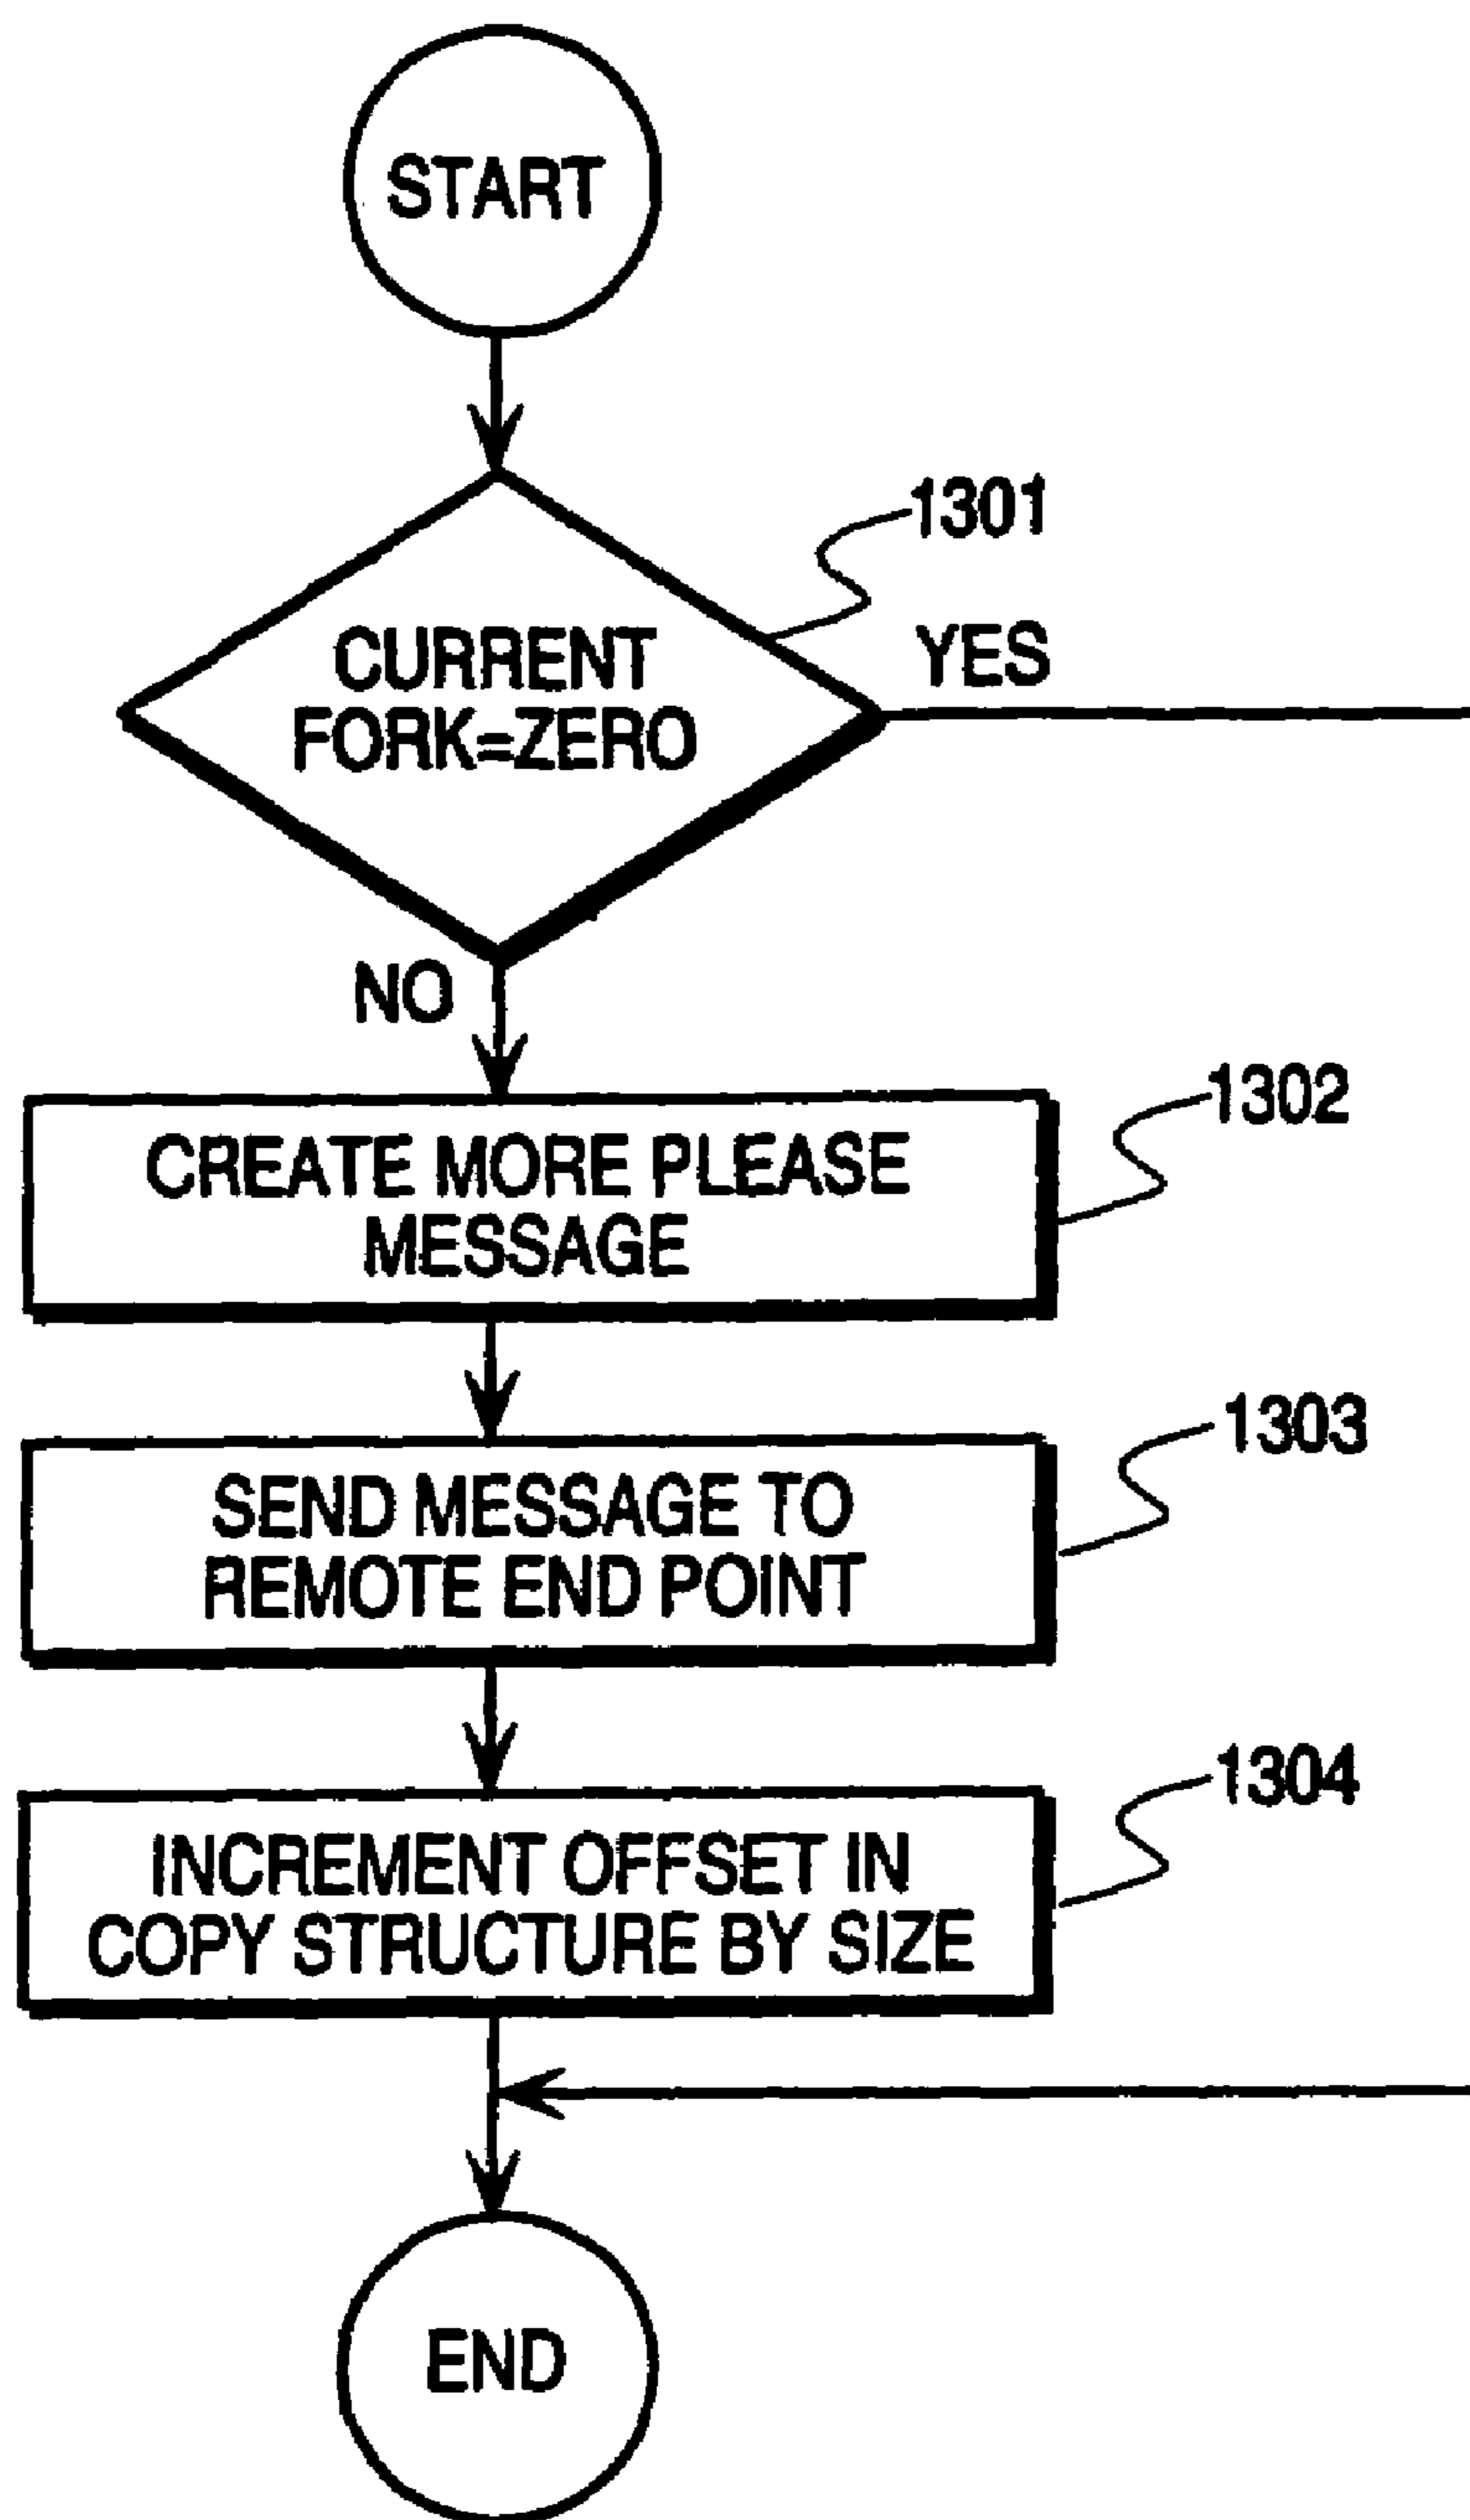 START
1301
YES
CURRENT
FORK=ZERO
NO
1302
CREATE MORE PLEASE
MESSAGE
1303
SEND MESSAGE TO
REMOTE END POINT
1304
INCREMENT OFFSET IN
COPY STRUCTURE BY SIZE
END